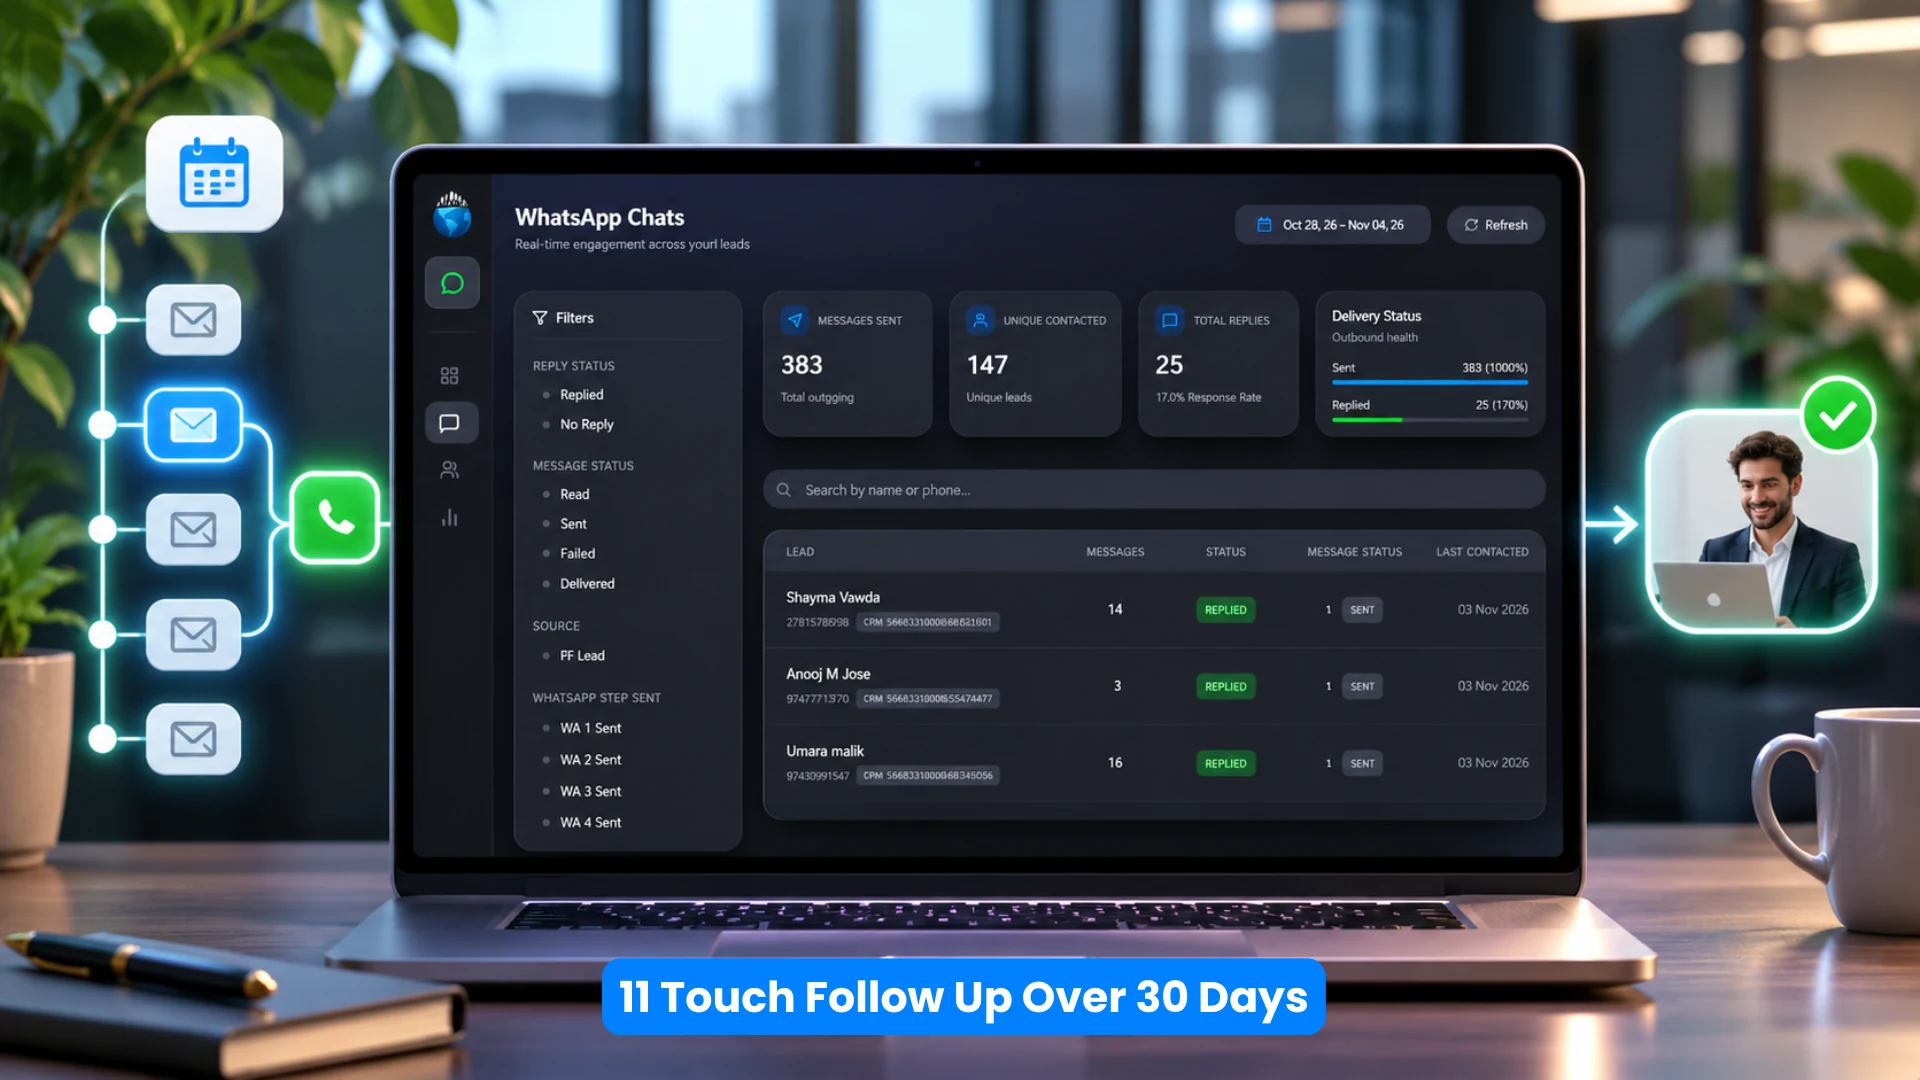 WhatsApp Chats
Real-time engagement across yourl leads
Oct 28, 26 – Nov 04, 26
Refresh
Filters
REPLY STATUS
Replied
No Reply
MESSAGE STATUS
Read
Sent
Failed
Delivered
SOURCE
PF Lead
WHATSAPP STEP SENT
WA 1 Sent
WA 2 Sent
WA 3 Sent
WA 4 Sent
MESSAGES SENT
383
Total outgging
UNIQUE CONTACTED
147
Unique leads
TOTAL REPLIES
25
17.0% Response Rate
Delivery Status
Outbound health
Sent 383 (1000%)
Replied 25 (170%)
Search by name or phone...
LEAD MESSAGES STATUS MESSAGE STATUS LAST CONTACTED
Shayma Vawda
14 REPLIED 1 SENT 03 Nov 2026
Anooj M Jose
3 REPLIED 1 SENT 03 Nov 2026
Umara malik
97430991547
16 REPLIED 1 SENT 03 Nov 2026
11 Touch Follow Up Over 30 Days